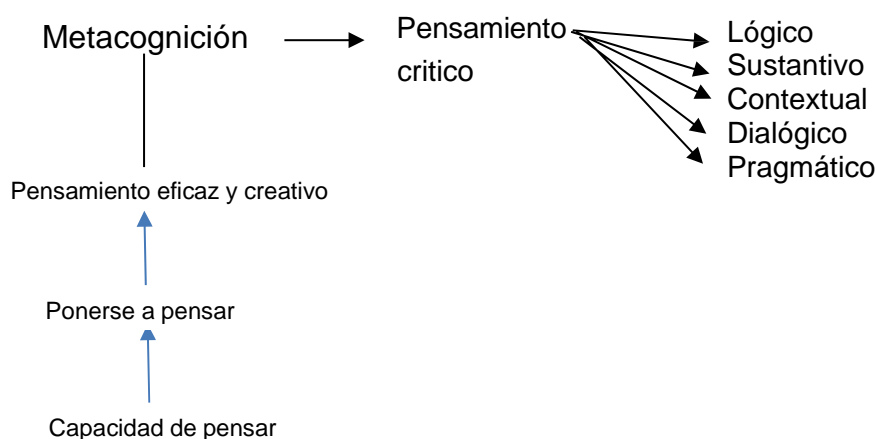 Metacognición
Pensamiento
critico
Lógico
Sustantivo
Contextual
Dialógico
Pragmático
Pensamiento eficaz y creativo
Ponerse a pensar
Capacidad de pensar